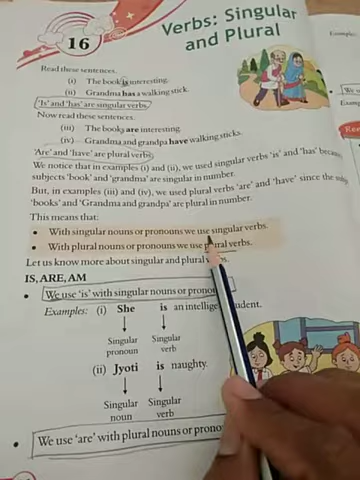 16
Verbs: Singular
and Plural
Example:
Read these sentences.
(i) The book is interesting.
(ii) Grandma has a walking stick.
'Is' and 'has' are singular verbs.
Now read these sentences.
(iii) The books are interesting.
(iv) Grandma and grandpa have walking sticks.
'Are' and 'have' are plural verbs.
We notice that in examples (i) and (ii), we used singular verbs 'is' and 'has'
subjects 'book' and 'grandma' are singular in number.
But, in examples (iii) and (iv), we used plural verbs 'are' and 'have' since the
'books' and 'Grandma and grandpa' are plural in number.
This means that:
• With singular nouns or pronouns we use singular verbs.
• With plural nouns or pronouns we use plural verbs.
Let us know more about singular and plural
IS, ARE, AM
• We use 'is' with singular nouns or
Examples: (i) She is an
Singular pronoun
Singular verb
(ii) Jyoti is naughty.
Singular noun
Singular verb
• We use 'are' with plural nouns or